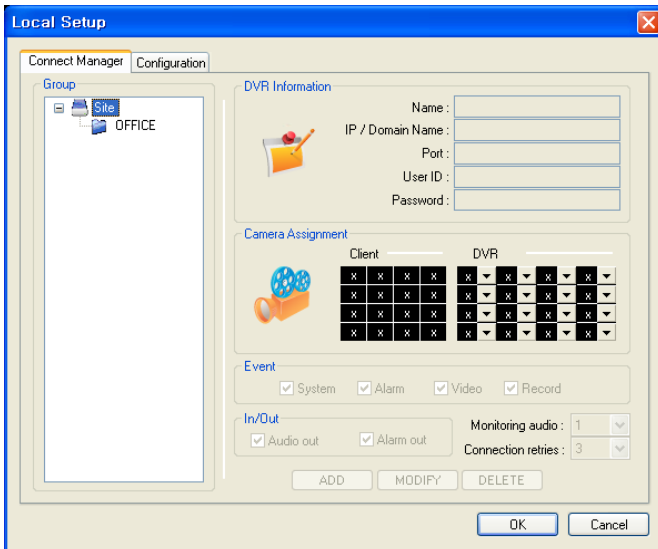 Local Setup
Connect Manager
Configuration
Group
Site
OFFICE
DVR Information
Name :
IP / Domain Name :
Port :
User ID :
Password :
Camera Assignment
Client DVR
x x x x x x x x
x x x x x x x x
x x x x x x x x
x x x x x x x x
Event
System Alarm Video Record
In/Out
Audio out Alarm out
Monitoring audio : 1
Connection retries : 3
ADD MODIFY DELETE
OK Cancel